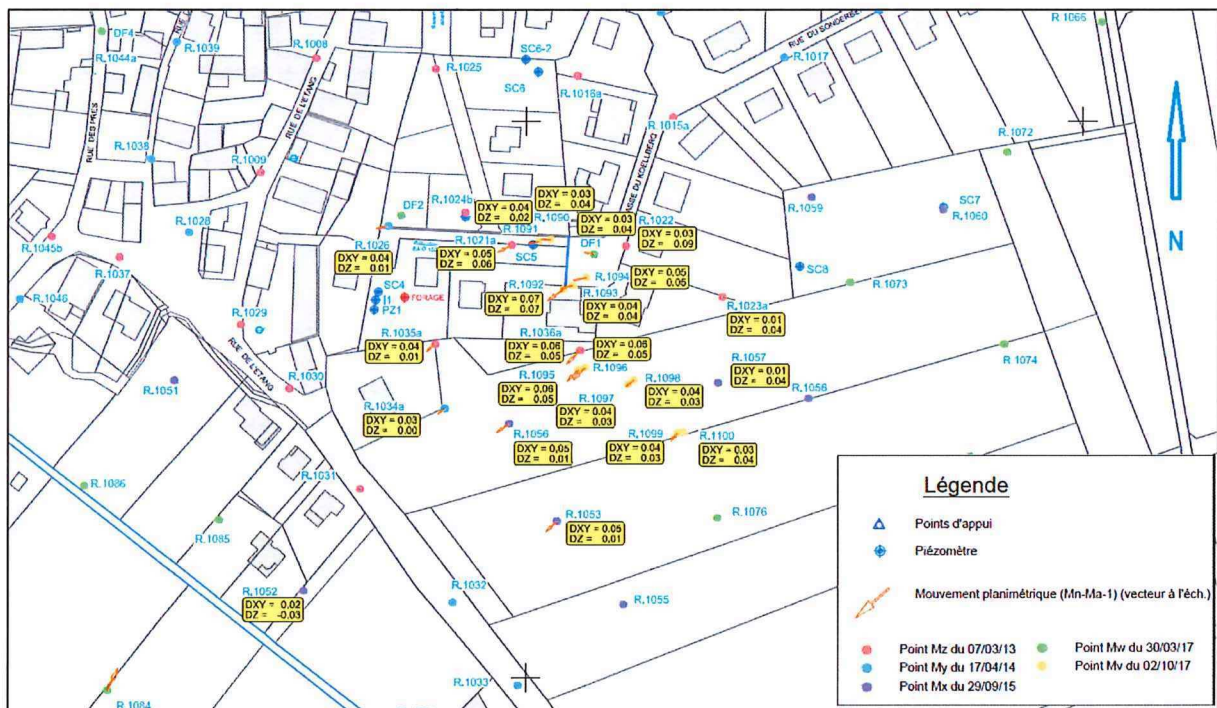 DF4
R.1044a
R.1039
RUE DES PRES
R.1038
R.1008
RUE DE L'ETANG
R.1009
R.1025
SC6-2
SC6
R.1016a
R.1015a
RUE DU SONDERBE
R.1017
R.1066
R.1072
R.1059
SC7
R.1060
SC8
R.1073
R.1074
R.1028
R.1045b
R.1037
R.1046
R.1029
RUE DE L'ETANG
R.1030
R.1051
DF2
R.1024b
DXY = 0.04
DZ = 0.02
DXY = 0.03
DZ = 0.04
R.1090
R.1091
DXY = 0.03
DZ = 0.04
R.1022
DXY = 0.03
DZ = 0.09
DF1
R.1026
DXY = 0.04
DZ = 0.01
R.1021a
DXY = 0.05
DZ = 0.06
SC5
SC4
I1
PZ1
FORAGE
R.1094
DXY = 0.05
DZ = 0.05
R.1092
DXY = 0.07
DZ = 0.07
R.1093
DXY = 0.04
DZ = 0.04
R.1023a
DXY = 0.01
DZ = 0.04
R.1035a
DXY = 0.04
DZ = 0.01
R.1036a
DXY = 0.06
DZ = 0.05
DXY = 0.06
DZ = 0.05
R.1096
R.1095
DXY = 0.06
DZ = 0.05
R.1097
DXY = 0.04
DZ = 0.03
R.1098
DXY = 0.04
DZ = 0.03
R.1057
DXY = 0.01
DZ = 0.04
R.1056
R.1034a
DXY = 0.03
DZ = 0.00
R.1056
DXY = 0.05
DZ = 0.01
R.1099
DXY = 0.04
DZ = 0.03
R.1100
DXY = 0.03
DZ = 0.04
R.1031
R.1086
R.1085
R.1053
DXY = 0.05
DZ = 0.01
R.1076
R.1052
DXY = 0.02
DZ = -0.03
R.1032
R.1055
R.1033
R.1084
N
Légende
Points d'appui
Piézomètre
Mouvement planimétrique (Mn-Ma-1) (vecteur à l'éch.)
Point Mz du 07/03/13
Point My du 17/04/14
Point Mx du 29/09/15
Point Mw du 30/03/17
Point Mv du 02/10/17